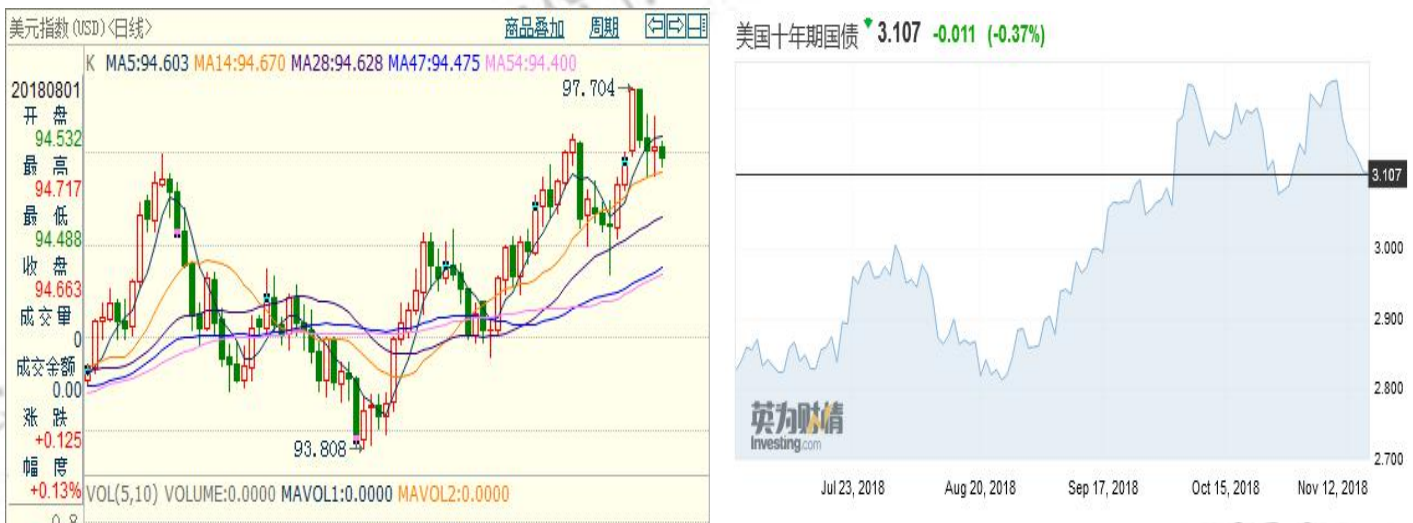 美元指数(USD)<日线>
商品叠加 周期
K MA5:94.603 MA14:94.670 MA28:94.628 MA47:94.475 MA54:94.400
20180801
开 盘
94.532
最 高
94.717
最 低
94.488
收 盘
94.663
成交量
0
成交金额
0.00
涨 跌
+0.125
幅 度
+0.13%
97.704
93.808
VOL(5,10) VOLUME:0.0000 MAVOL1:0.0000 MAVOL2:0.0000
美国十年期国债 3.107 -0.011 (-0.37%)
3.107
3.000
2.900
2.800
2.700
英为财情
Investing.com
Jul 23, 2018 Aug 20, 2018 Sep 17, 2018 Oct 15, 2018 Nov 12, 2018